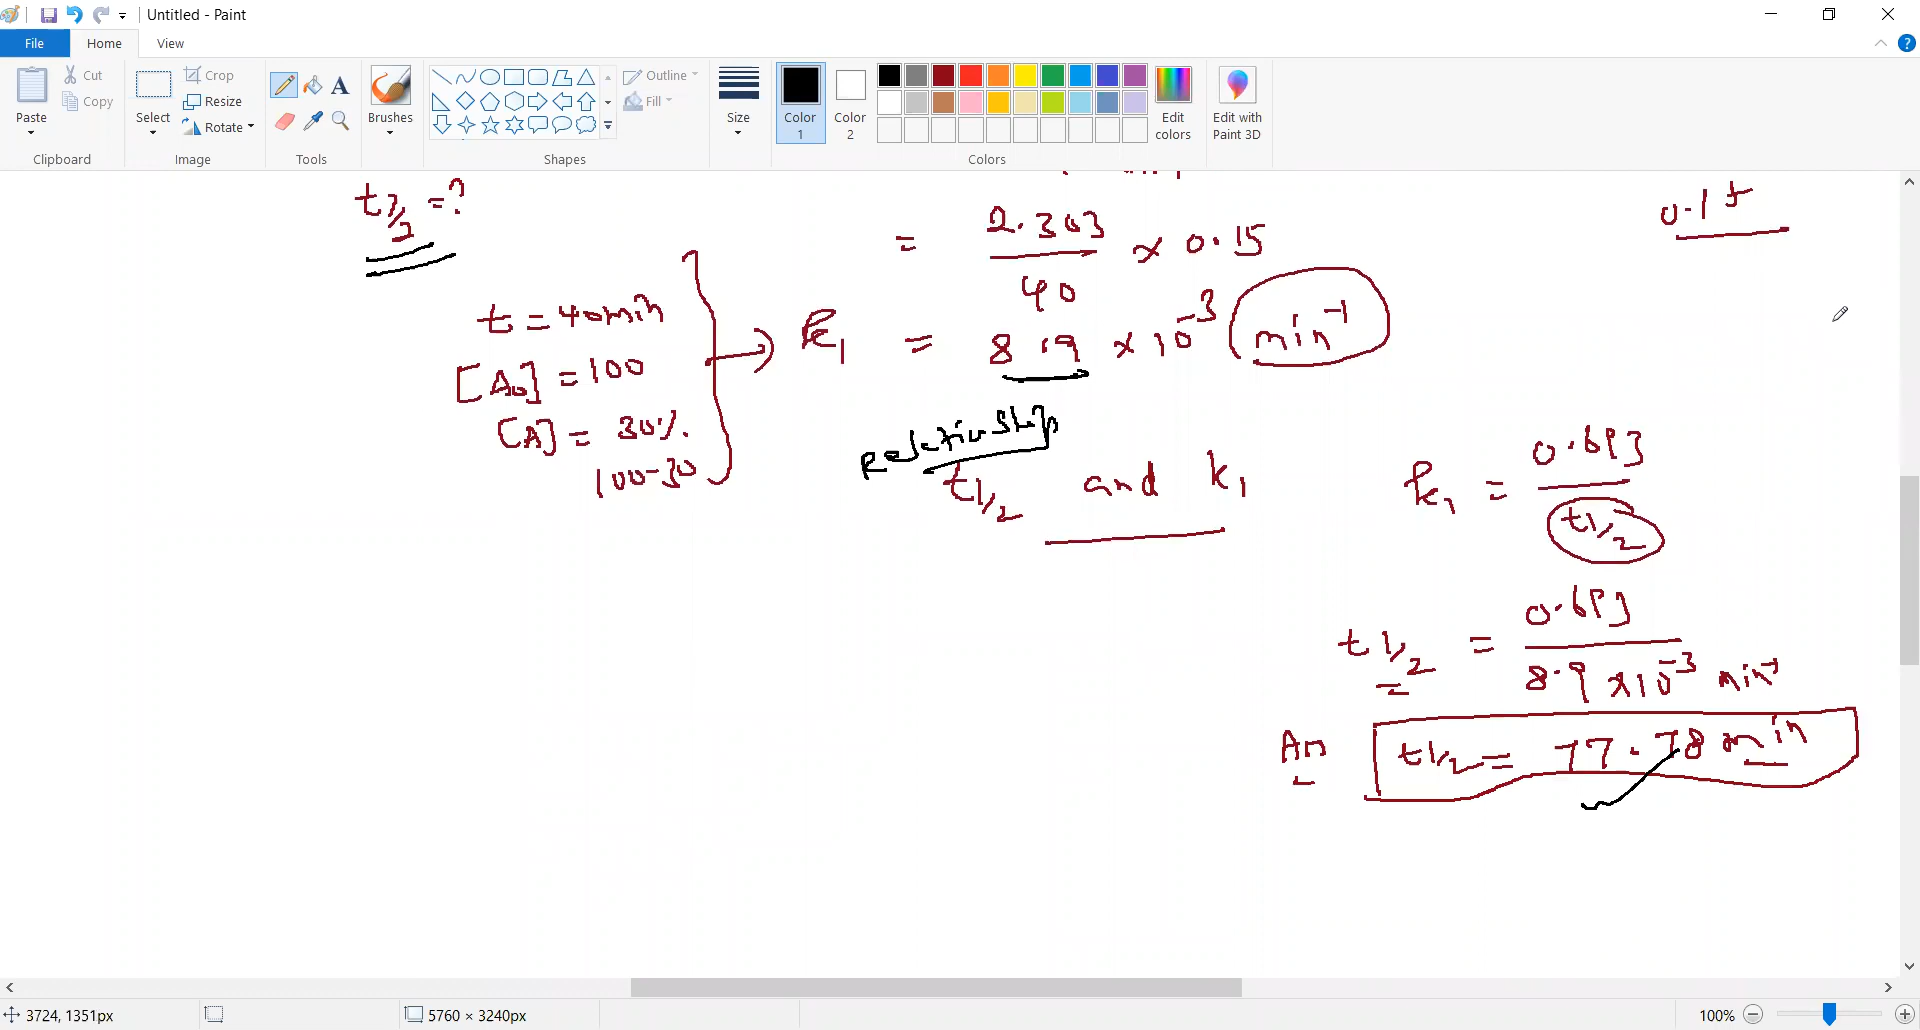 Untitled - Paint
File Home View
Paste
Cut
Copy
Clipboard
Select
Crop
Resize
Rotate
Image
Tools
Brushes
Shapes
Outline
Fill
Size
Color 1
Color 2
Colors
Edit colors
Edit with Paint 3D
t1/2 = ?
= 2.303/40 × 0.15
0.15
t = 40min
[A0] = 100
[A] = 30%
100-30
k1 = 8.9 × 10^-3 min^-1
Relationship
t1/2 and k1
k1 = 0.693/t1/2
t1/2 = 0.693/8.9 ×10^-3 min^-1
An t1/2 = 77.78 min
3724, 1351px
5760 × 3240px
100%